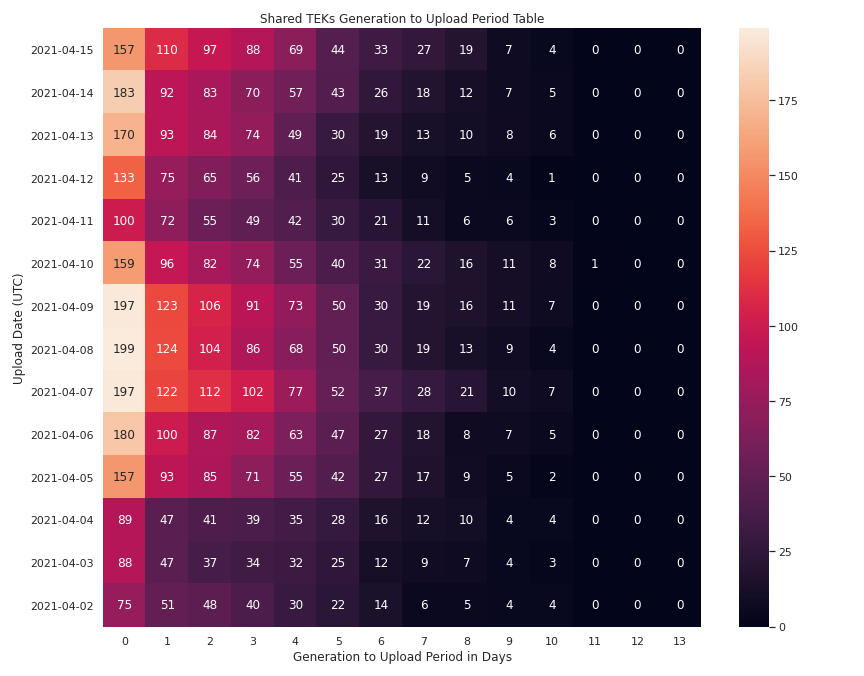 Shared TEKs Generation to Upload Period Table
Upload Date (UTC)
2021-04-15 157 110 97 88 69 44 33 27 19 7 4 0 0 0
2021-04-14 183 92 83 70 57 43 26 18 12 7 5 0 0 0
2021-04-13 170 93 84 74 49 30 19 13 10 8 6 0 0 0
2021-04-12 133 75 65 56 41 25 13 9 5 4 1 0 0 0
2021-04-11 100 72 55 49 42 30 21 11 6 6 3 0 0 0
2021-04-10 159 96 82 74 55 40 31 22 16 11 8 1 0 0
2021-04-09 197 123 106 91 73 50 30 19 16 11 7 0 0 0
2021-04-08 199 124 104 86 68 50 30 19 13 9 4 0 0 0
2021-04-07 197 122 112 102 77 52 37 28 21 10 7 0 0 0
2021-04-06 180 100 87 82 63 47 27 18 8 7 5 0 0 0
2021-04-05 157 93 85 71 55 42 27 17 9 5 2 0 0 0
2021-04-04 89 47 41 39 35 28 16 12 10 4 4 0 0 0
2021-04-03 88 47 37 34 32 25 12 9 7 4 3 0 0 0
2021-04-02 75 51 48 40 30 22 14 6 5 4 4 0 0 0
0 1 2 3 4 5 6 7 8 9 10 11 12 13
Generation to Upload Period in Days
175
150
125
100
75
50
25
0